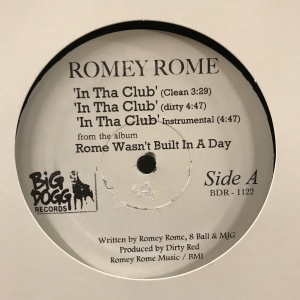 ROMEY ROME
'In Tha Club' (Clean 3:29)
'In Tha Club' (dirty 4:47)
'In Tha Club' Instrumental (4:47)
from the album
Rome Wasn't Built In A Day
BIG
DOGG
RECORDS
Side A
BDR - 1122
Written by Romey Rome, 8 Ball & MJG
Produced by Dirty Red
Romey Rome Music / BMI